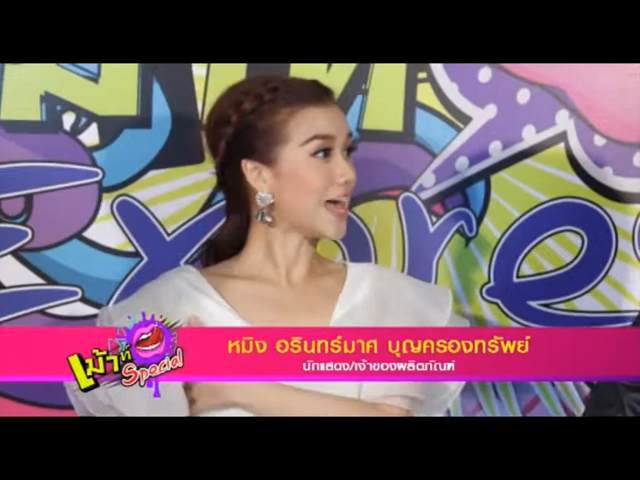 Expres
เม้าท์
Special
หมิง อรินทร์มาศ บุญครองทรัพย์
นักแสดง/เจ้าของผลิตภัณฑ์